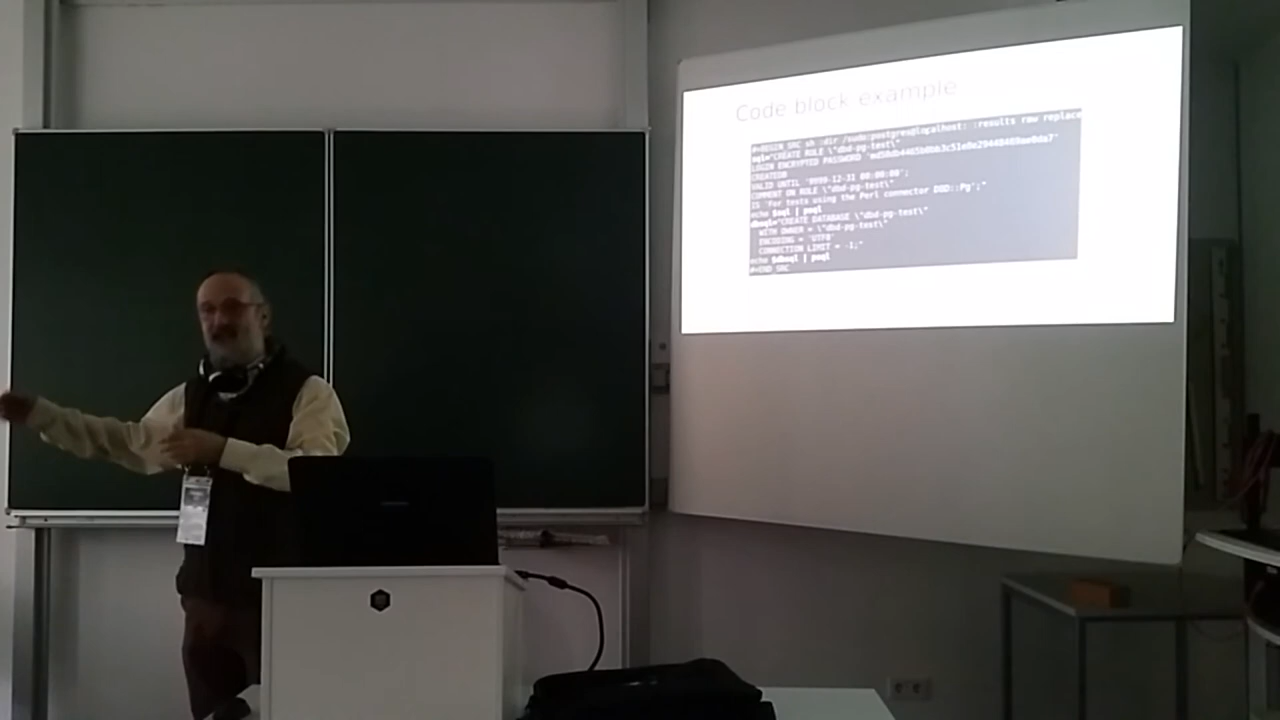 Code block example
#+BEGIN_SRC sh :dir /sudo:postgres@localhost: :results raw replace
sql="CREATE ROLE \"dbd-pg-test\"
LOGIN ENCRYPTED PASSWORD
CREATEDB
VALID UNTIL '9999-12-31 00:00:00';
COMMENT ON ROLE \"dbd-pg-test\"
IS 'For tests using the Perl connector DBD::Pg';"
echo $sql | psql
dbsql="CREATE DATABASE \"dbd-pg-test\"
WITH OWNER = \"dbd-pg-test\"
ENCODING = 'UTF8'
CONNECTION LIMIT = -1;"
echo $dbsql | psql
#+END_SRC